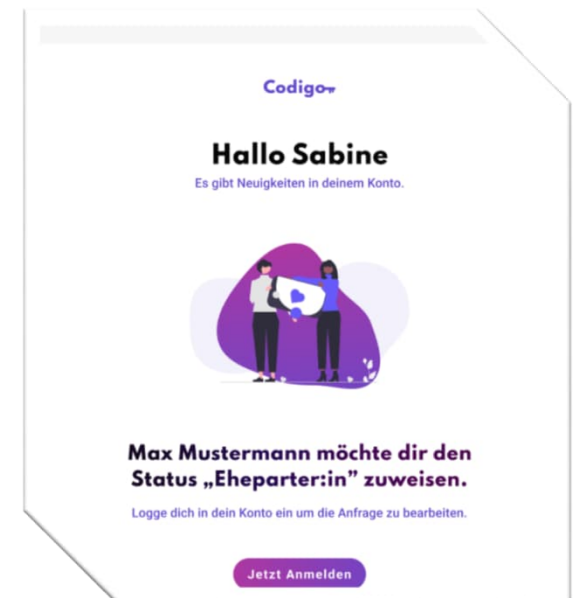 Codigo
Hallo Sabine
Es gibt Neuigkeiten in deinem Konto.
Max Mustermann möchte dir den
Status „Eheparter:in” zuweisen.
Logge dich in dein Konto ein um die Anfrage zu bearbeiten.
Jetzt Anmelden